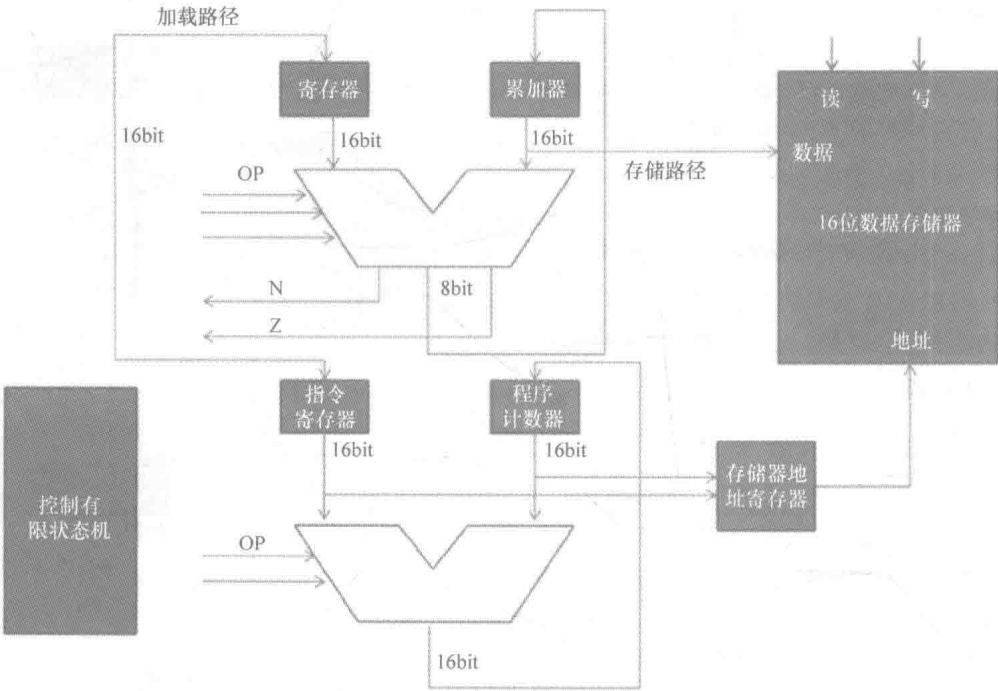 加载路径
寄存器
累加器
读
写
16bit
16bit
16bit
数据
OP
存储路径
16位数据存储器
N
8bit
Z
地址
指令
寄存器
程序
计数器
16bit
16bit
存储器地
址寄存器
控制有
限状态机
OP
16bit